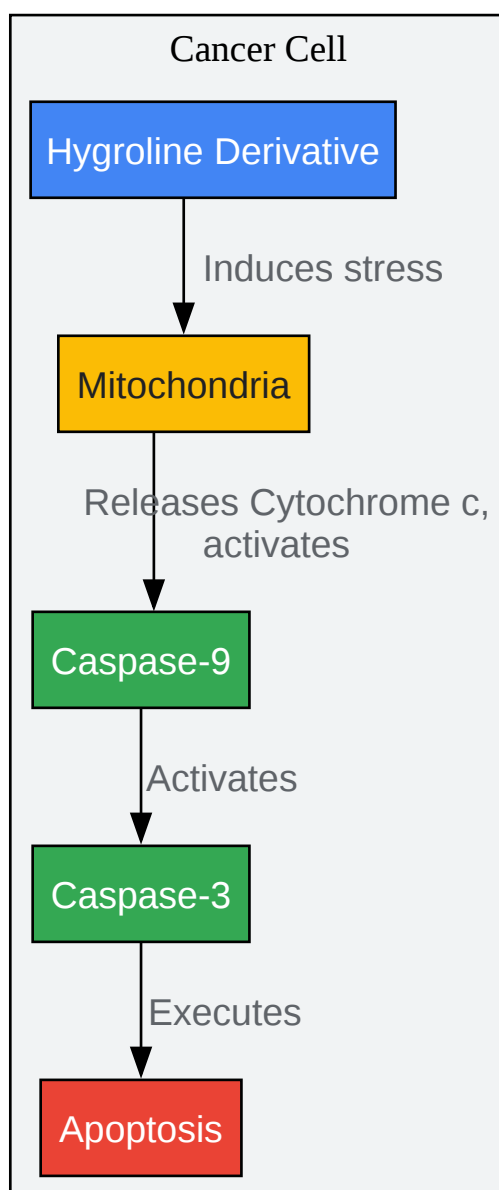 Cancer Cell
Hygroline Derivative
Induces stress
Mitochondria
Releases Cytochrome c,
activates
Caspase-9
Activates
Caspase-3
Executes
Apoptosis